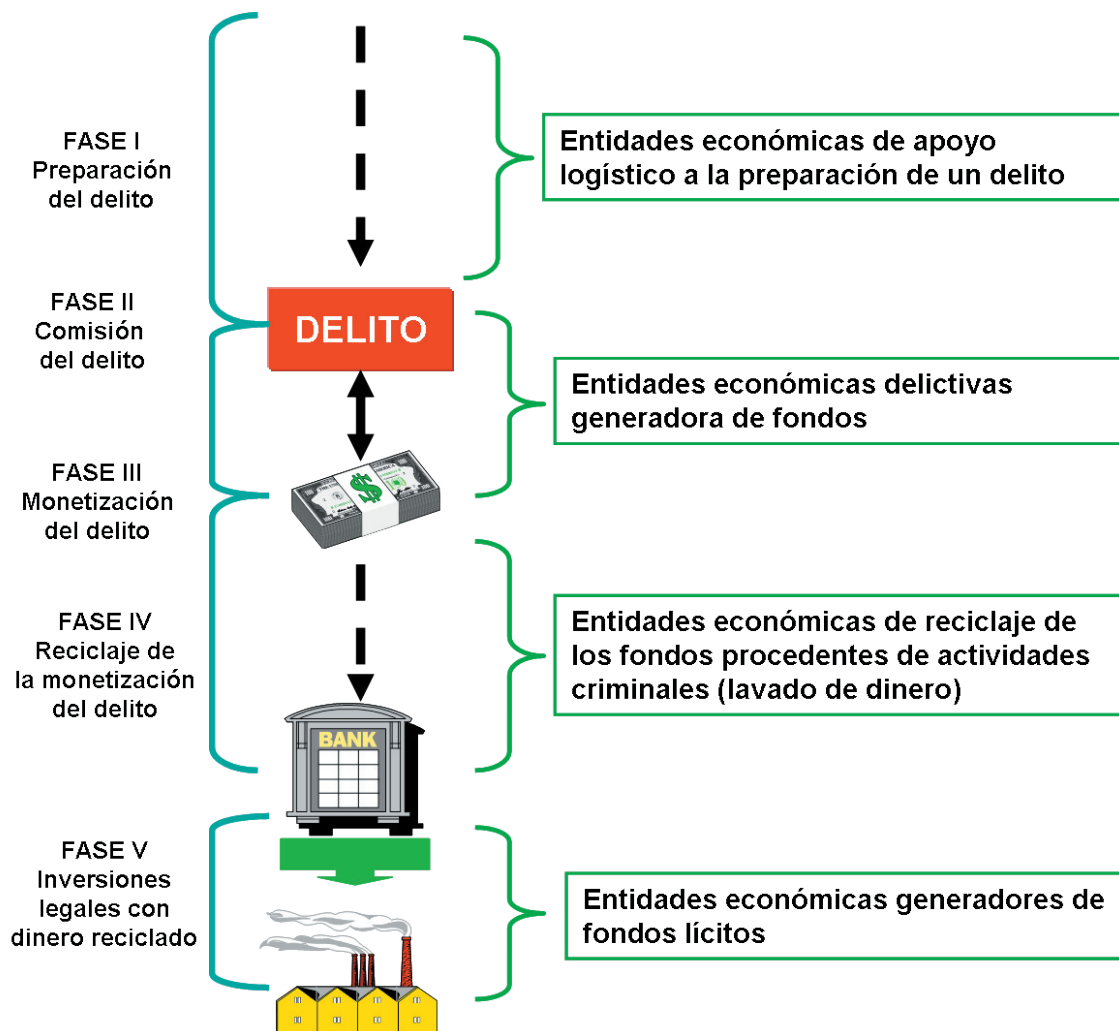 FASE I
Preparación
del delito
Entidades económicas de apoyo
logístico a la preparación de un delito
FASE II
Comisión
del delito
DELITO
Entidades económicas delictivas
generadora de fondos
FASE III
Monetización
del delito
$
FASE IV
Reciclaje de
la monetización
del delito
Entidades económicas de reciclaje de
los fondos procedentes de actividades
criminales (lavado de dinero)
BANK
FASE V
Inversiones
legales con
dinero reciclado
Entidades económicas generadores de
fondos lícitos